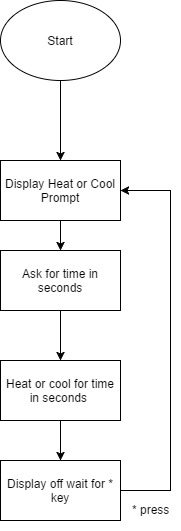 Start
Display Heat or Cool
Prompt
Ask for time in
seconds
Heat or cool for time
in seconds
Display off wait for *
key
* press